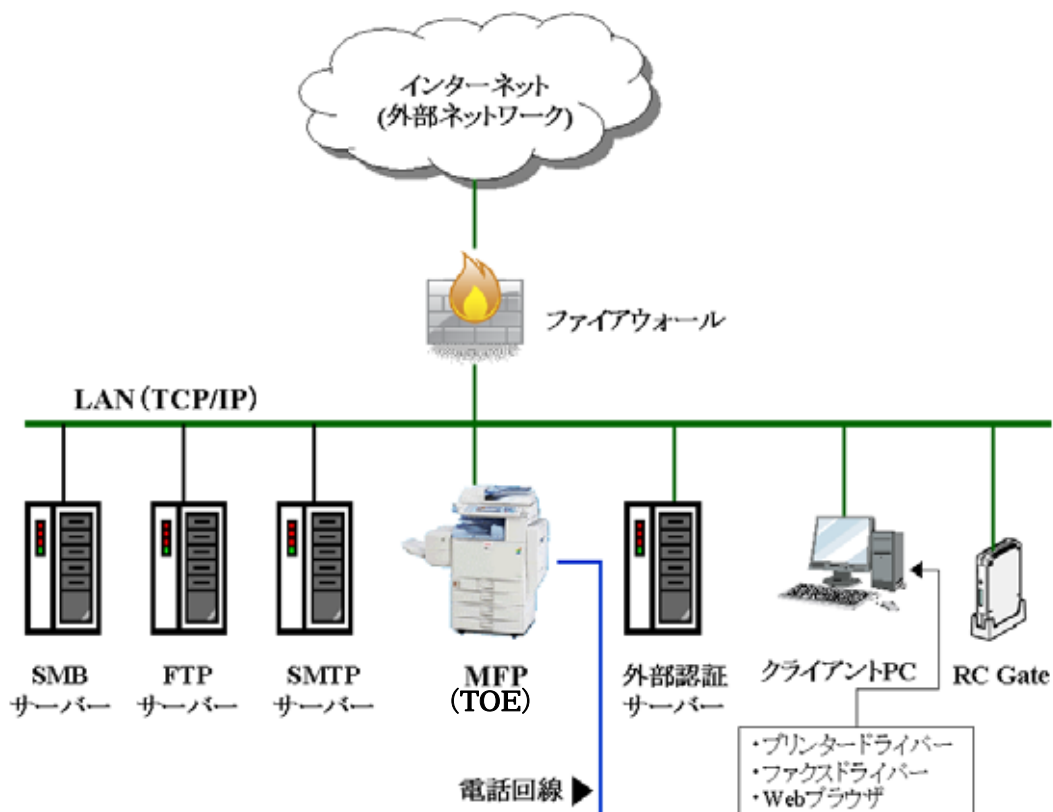 インターネット
(外部ネットワーク)
ファイアウォール
LAN(TCP/IP)
SMB
サーバー
FTP
サーバー
SMTP
サーバー
MFP
(TOE)
外部認証
サーバー
クライアントPC
RC Gate
・プリンタードライバー
・ファクスドライバー
・Webブラウザ
電話回線 ▶